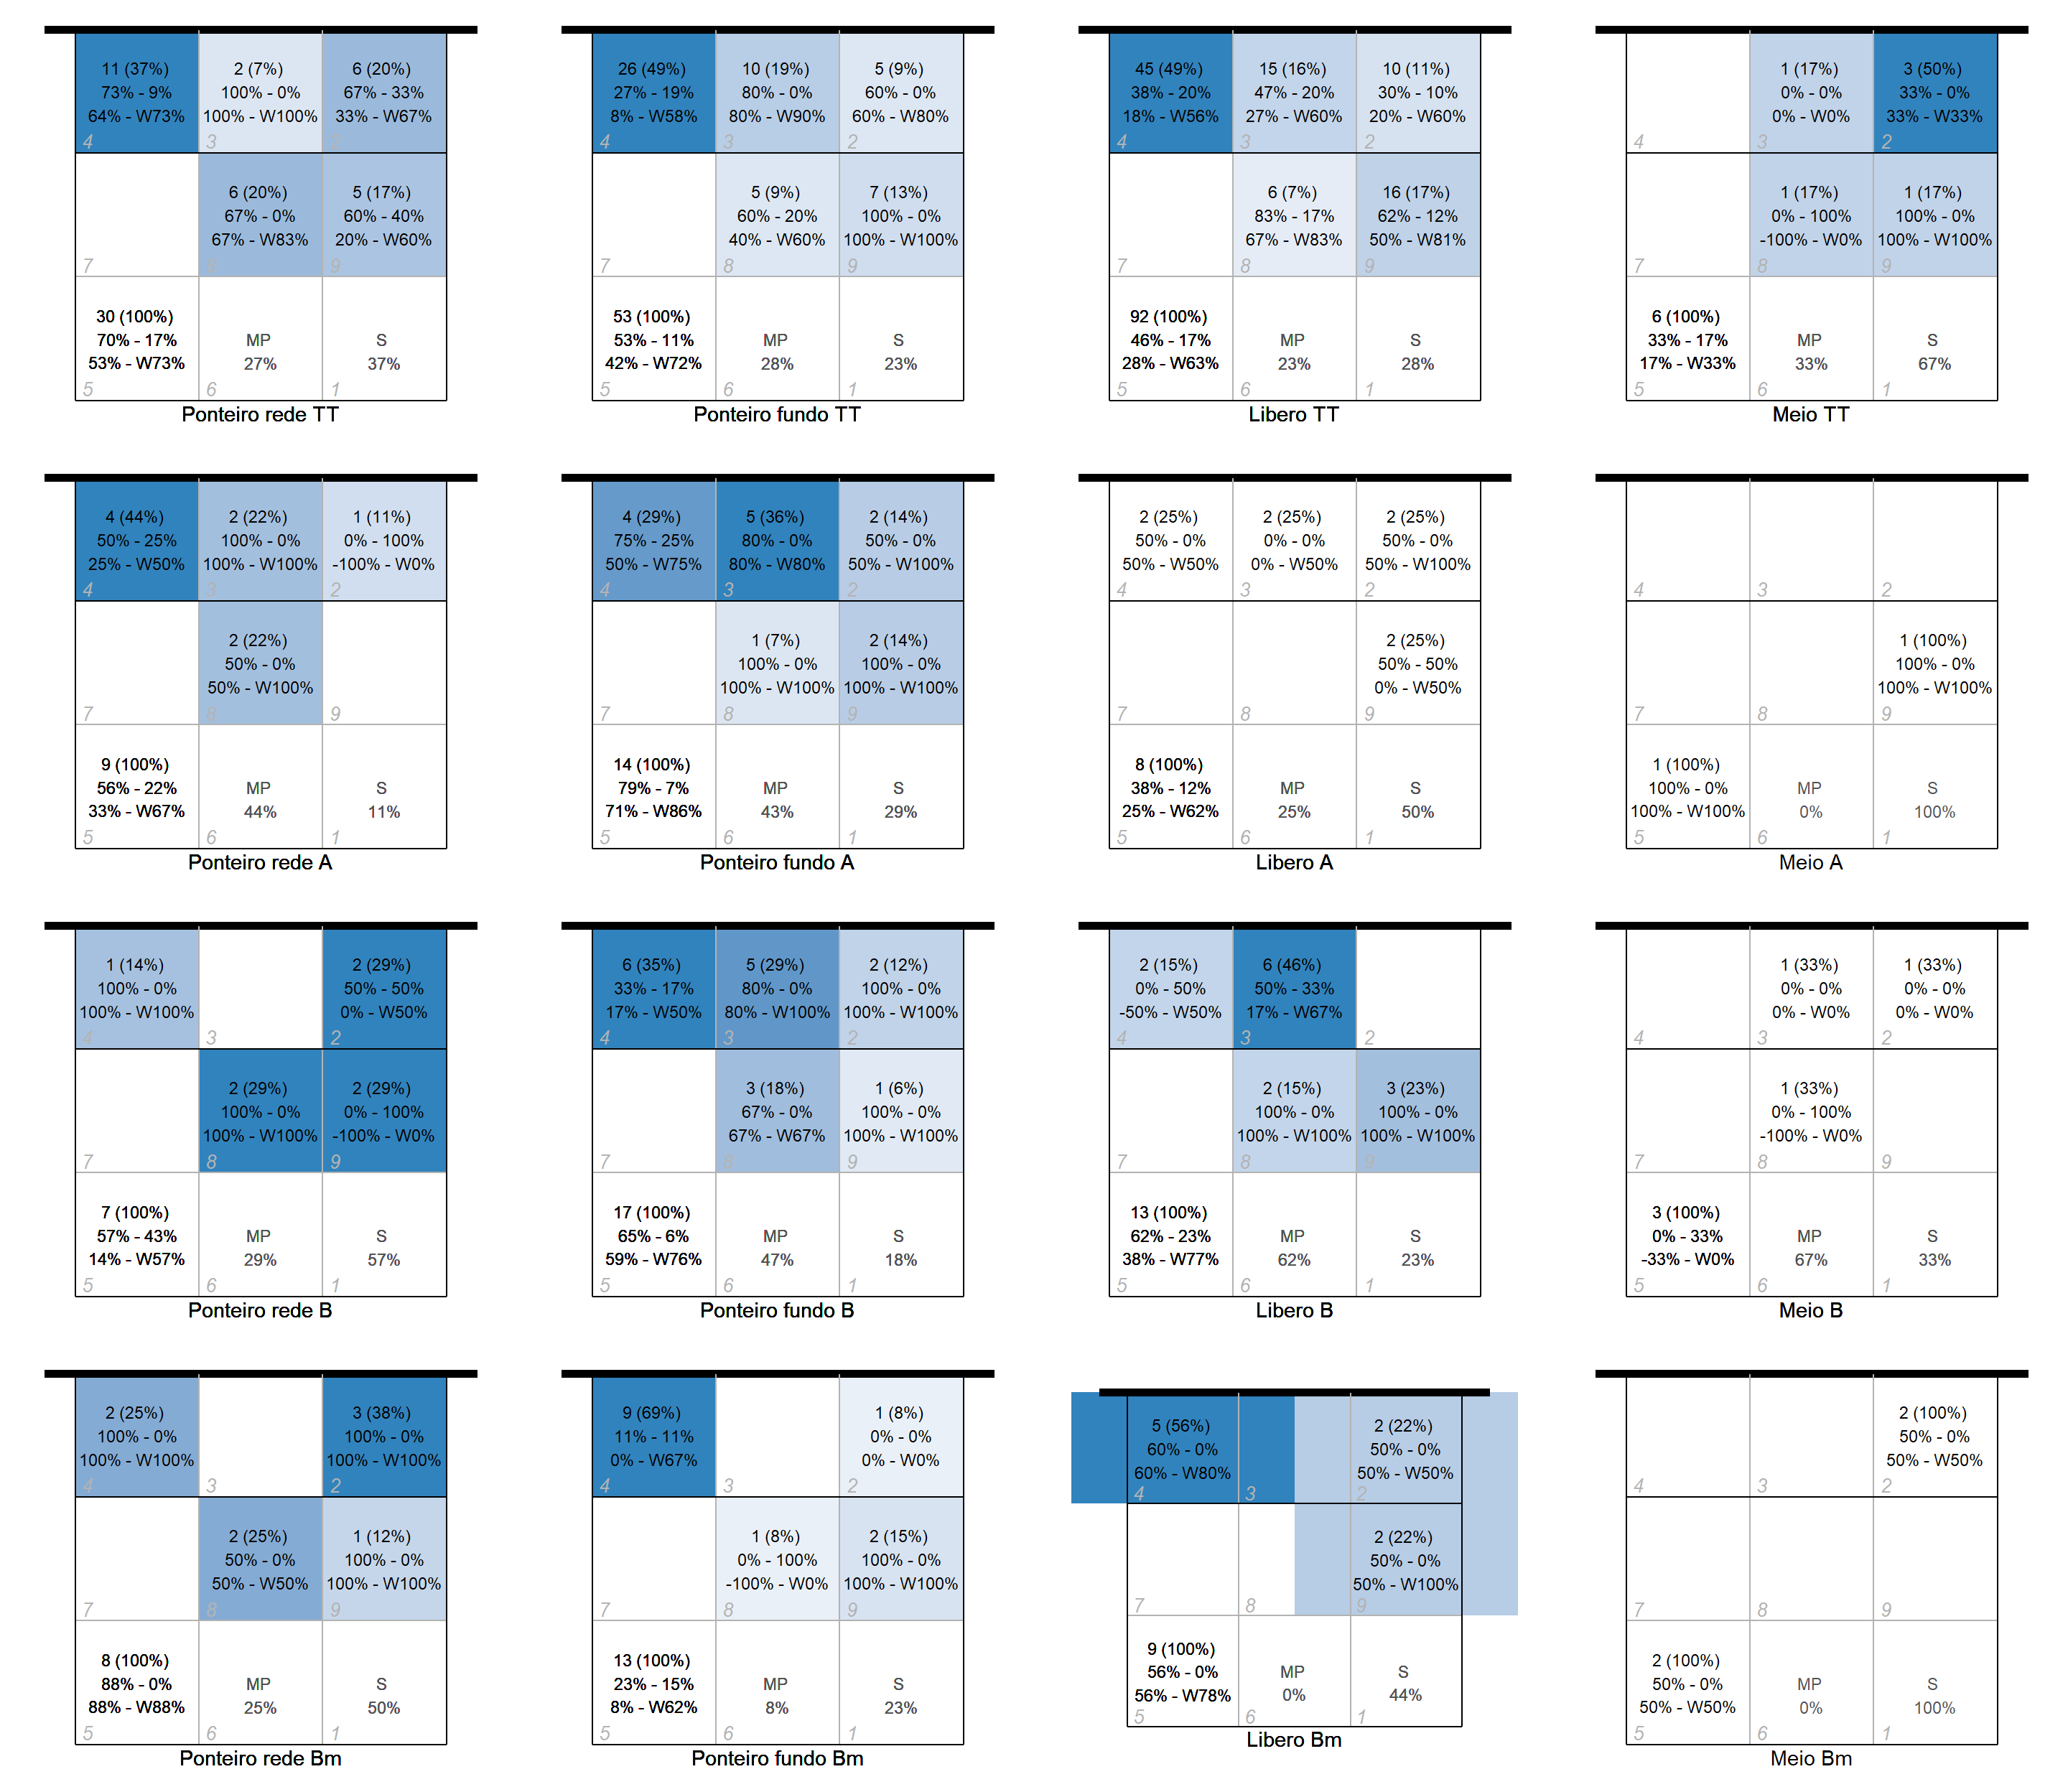 11 (37%)
73% - 9%
64% - W73%
4
2 (7%)
100% - 0%
100% - W100%
3
6 (20%)
67% - 33%
33% - W67%
7
6 (20%)
67% - 0%
67% - W83%
5 (17%)
60% - 40%
20% - W60%
9
30 (100%)
70% - 17%
53% - W73%
5
MP
27%
6
S
37%
1
Ponteiro rede TT
26 (49%)
27% - 19%
8% - W58%
4
10 (19%)
80% - 0%
80% - W90%
3
5 (9%)
60% - 0%
60% - W80%
2
7
5 (9%)
60% - 20%
40% - W60%
8
7 (13%)
100% - 0%
100% - W100%
9
53 (100%)
53% - 11%
42% - W72%
5
MP
28%
6
S
23%
1
Ponteiro fundo TT
45 (49%)
38% - 20%
18% - W56%
4
15 (16%)
47% - 20%
27% - W60%
3
10 (11%)
30% - 10%
20% - W60%
2
7
6 (7%)
83% - 17%
67% - W83%
8
16 (17%)
62% - 12%
50% - W81%
9
92 (100%)
46% - 17%
28% - W63%
5
MP
23%
6
S
28%
1
Libero TT
4
1 (17%)
0% - 0%
0% - W0%
3
3 (50%)
33% - 0%
33% - W33%
2
7
1 (17%)
0% - 100%
-100% - W0%
8
1 (17%)
100% - 0%
100% - W100%
9
6 (100%)
33% - 17%
17% - W33%
5
MP
33%
6
S
67%
1
Meio TT
4 (44%)
50% - 25%
25% - W50%
4
2 (22%)
100% - 0%
100% - W100%
3
1 (11%)
0% - 100%
-100% - W0%
2
7
2 (22%)
50% - 0%
50% - W100%
8
9
9 (100%)
56% - 22%
33% - W67%
5
MP
44%
6
S
11%
1
Ponteiro rede A
4 (29%)
75% - 25%
50% - W75%
4
5 (36%)
80% - 0%
80% - W80%
3
2 (14%)
50% - 0%
50% - W100%
2
7
1 (7%)
100% - 0%
100% - W100%
8
2 (14%)
100% - 0%
100% - W100%
9
14 (100%)
79% - 7%
71% - W86%
5
MP
43%
6
S
29%
1
Ponteiro fundo A
2 (25%)
50% - 0%
50% - W50%
4
2 (25%)
0% - 0%
0% - W50%
3
2 (25%)
50% - 0%
50% - W100%
2
7
8
2 (25%)
50% - 50%
0% - W50%
9
8 (100%)
38% - 12%
25% - W62%
5
MP
25%
6
S
50%
1
Libero A
4
3
2
7
8
1 (100%)
100% - 0%
100% - W100%
9
1 (100%)
100% - 0%
100% - W100%
5
MP
0%
6
S
100%
1
Meio A
1 (14%)
100% - 0%
100% - W100%
4
3
2 (29%)
50% - 50%
0% - W50%
2
7
2 (29%)
100% - 0%
100% - W100%
8
2 (29%)
0% - 100%
-100% - W0%
9
7 (100%)
57% - 43%
14% - W57%
5
MP
29%
6
S
57%
1
Ponteiro rede B
6 (35%)
33% - 17%
17% - W50%
4
5 (29%)
80% - 0%
80% - W100%
3
2 (12%)
100% - 0%
100% - W100%
2
7
3 (18%)
67% - 0%
67% - W67%
8
1 (6%)
100% - 0%
100% - W100%
9
17 (100%)
65% - 6%
59% - W76%
5
MP
47%
6
S
18%
1
Ponteiro fundo B
2 (15%)
0% - 50%
-50% - W50%
4
6 (46%)
50% - 33%
17% - W67%
3
2
7
2 (15%)
100% - 0%
100% - W100%
8
3 (23%)
100% - 0%
100% - W100%
9
13 (100%)
62% - 23%
38% - W77%
5
MP
62%
6
S
23%
1
Libero B
4
1 (33%)
0% - 0%
0% - W0%
3
1 (33%)
0% - 0%
0% - W0%
2
7
1 (33%)
0% - 100%
-100% - W0%
8
9
3 (100%)
0% - 33%
-33% - W0%
5
MP
67%
6
S
33%
1
Meio B
2 (25%)
100% - 0%
100% - W100%
4
3
3 (38%)
100% - 0%
100% - W100%
2
7
2 (25%)
50% - 0%
50% - W50%
8
1 (12%)
100% - 0%
100% - W100%
9
8 (100%)
88% - 0%
88% - W88%
5
MP
25%
6
S
50%
1
Ponteiro rede Bm
9 (69%)
11% - 11%
0% - W67%
4
3
1 (8%)
0% - 0%
0% - W0%
2
7
1 (8%)
0% - 100%
-100% - W0%
8
2 (15%)
100% - 0%
100% - W100%
9
13 (100%)
23% - 15%
8% - W62%
5
MP
8%
6
S
23%
1
Ponteiro fundo Bm
5 (56%)
60% - 0%
60% - W80%
4
3
2 (22%)
50% - 0%
50% - W50%
2
7
8
2 (22%)
50% - 0%
50% - W100%
9
9 (100%)
56% - 0%
56% - W78%
5
MP
0%
6
S
44%
1
Libero Bm
4
3
2 (100%)
50% - 0%
50% - W50%
2
7
8
9
2 (100%)
50% - 0%
50% - W50%
5
MP
0%
6
S
100%
1
Meio Bm